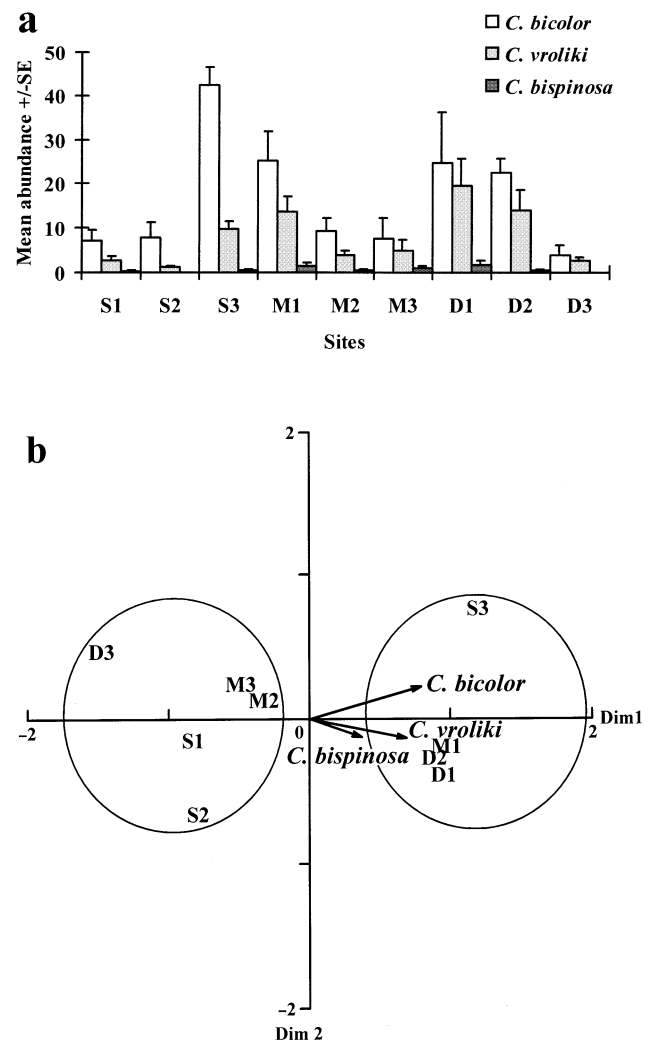 a
C. bicolor
C. vroliki
C. bispinosa
Mean abundance +/-SE
50
40
30
20
10
0
S1 S2 S3 M1 M2 M3 D1 D2 D3
Sites
b
2
S3
D3
M3
C. bicolor
M2
-2 0 2 Dim1
C. vroliki
S1
M1
C. bispinosa
D2
D1
S2
-2
Dim 2